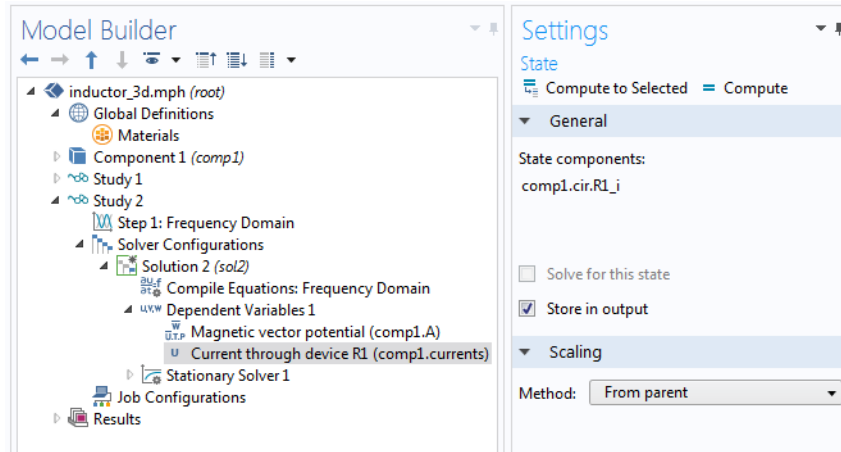 Model Builder
inductor_3d.mph (root)
Global Definitions
Materials
Component 1 (comp1)
Study 1
Study 2
Step 1: Frequency Domain
Solver Configurations
Solution 2 (sol2)
Compile Equations: Frequency Domain
Dependent Variables 1
Magnetic vector potential (comp1.A)
Current through device R1 (comp1.currents)
Stationary Solver 1
Job Configurations
Results
Settings
State
Compute to Selected = Compute
General
State components:
comp1.cir.R1_i
Solve for this state
Store in output
Scaling
Method: From parent